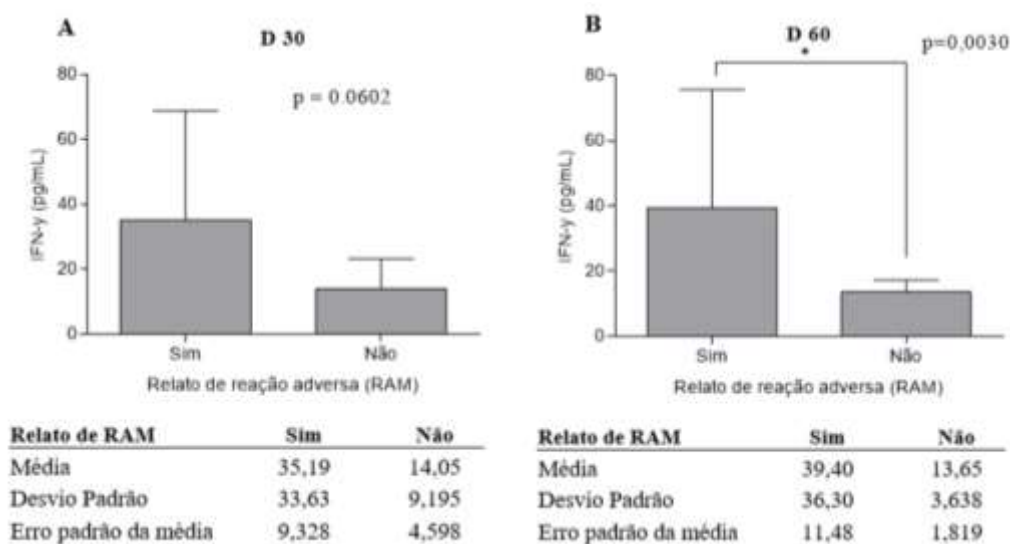 A
D 30
p = 0.0602
80
60
40
20
0
IFN-y (pg/mL)
Sim Não
Relato de reação adversa (RAM)
Relato de RAM Sim Não
Média 35,19 14,05
Desvio Padrão 33,63 9,195
Erro padrão da média 9,328 4,598
B
D 60
p=0,0030
*
80
60
40
20
0
IFN-y (pg/mL)
Sim Não
Relato de reação adversa (RAM)
Relato de RAM Sim Não
Média 39,40 13,65
Desvio Padrão 36,30 3,638
Erro padrão da média 11,48 1,819